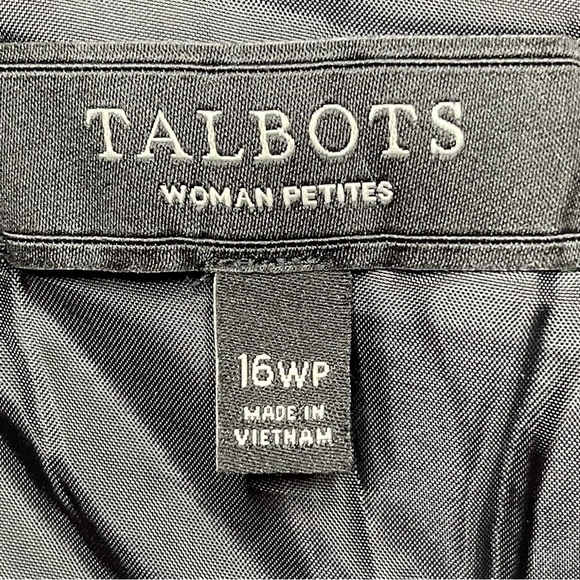 TALBOTS
WOMAN PETITES
16WP
MADE IN
VIETNAM